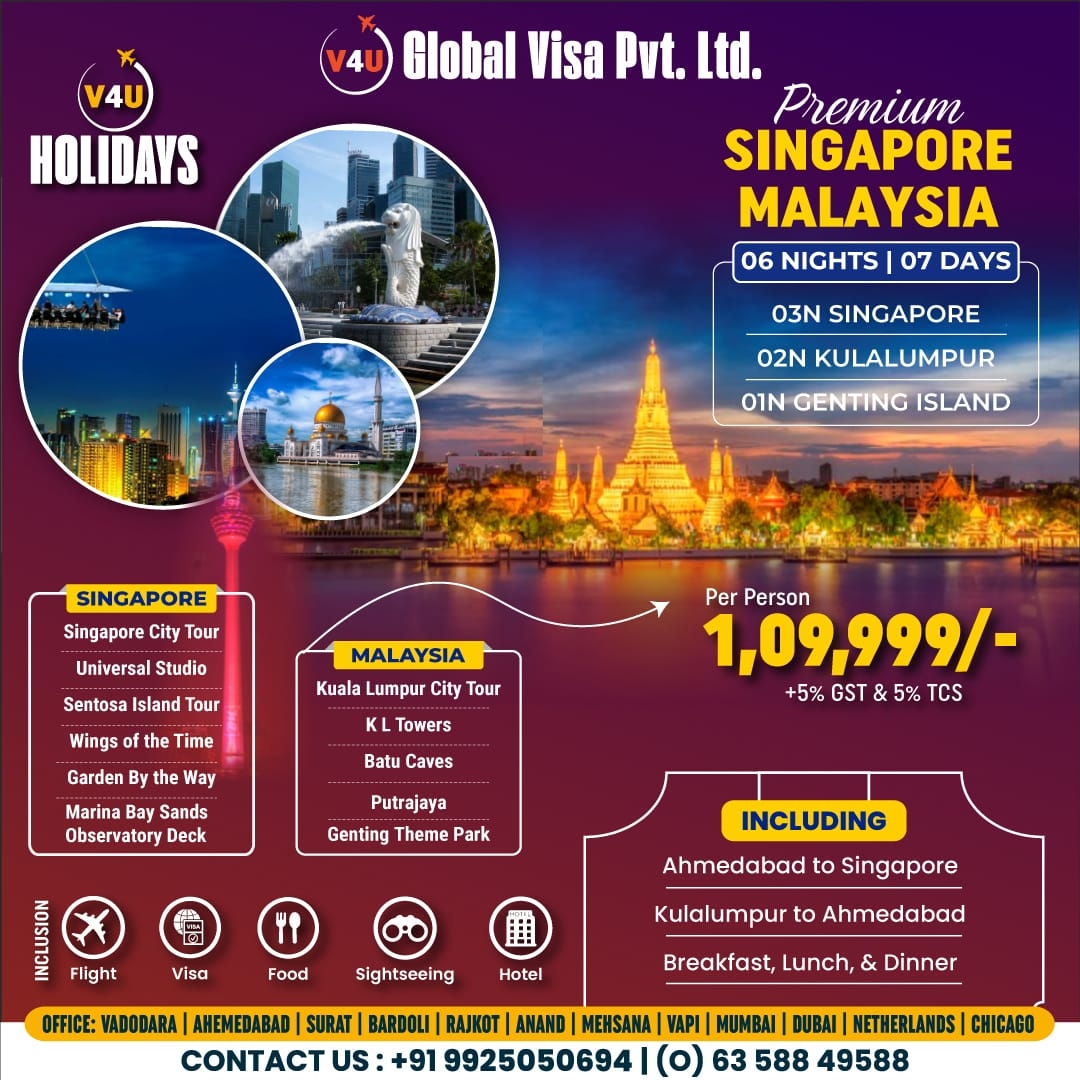 V4U
HOLIDAYS
V4U Global Visa Pvt. Ltd.
Premium
SINGAPORE
MALAYSIA
06 NIGHTS | 07 DAYS
03N SINGAPORE
02N KULALUMPUR
01N GENTING ISLAND
Per Person
1,09,999/-
+5% GST & 5% TCS
SINGAPORE
Singapore City Tour
Universal Studio
Sentosa Island Tour
Wings of the Time
Garden By the Way
Marina Bay Sands
Observatory Deck
MALAYSIA
Kuala Lumpur City Tour
K L Towers
Batu Caves
Putrajaya
Genting Theme Park
INCLUDING
Ahmedabad to Singapore
Kulalumpur to Ahmedabad
Breakfast, Lunch, & Dinner
INCLUSION
Flight
VISA
Visa
Food
Sightseeing
HOTEL
Hotel
OFFICE: VADODARA | AHEMEDABAD | SURAT | BARDOLI | RAJKOT | ANAND | MEHSANA | VAPI | MUMBAI | DUBAI | NETHERLANDS | CHICAGO
CONTACT US : +91 9925050694 | (O) 63 588 49588